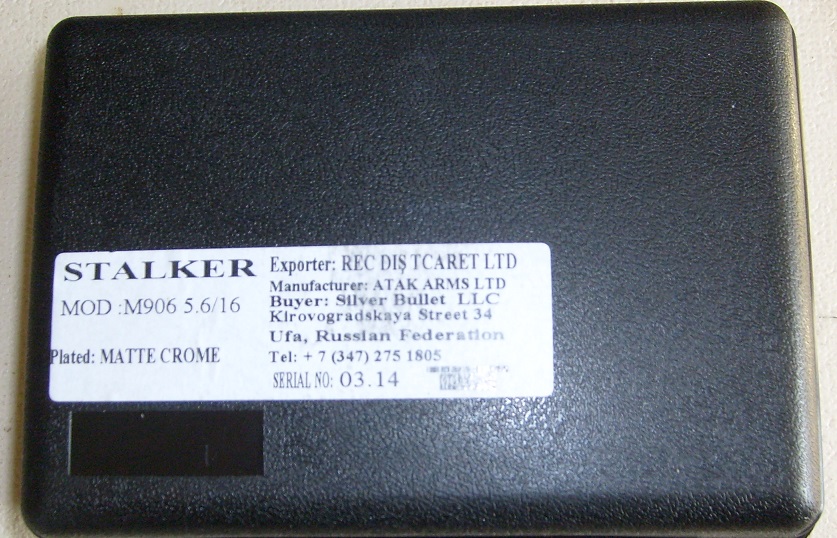 STALKER
MOD :M906 5.6/16
Plated: MATTE CROME
Exporter: REC DIŞ TCARET LTD
Manufacturer: ATAK ARMS LTD
Buyer: Silver Bullet LLC
Kirovogradskaya Street 34
Ufa, Russian Federation
Tel: + 7 (347) 275 1805
SERIAL NO: 03.14